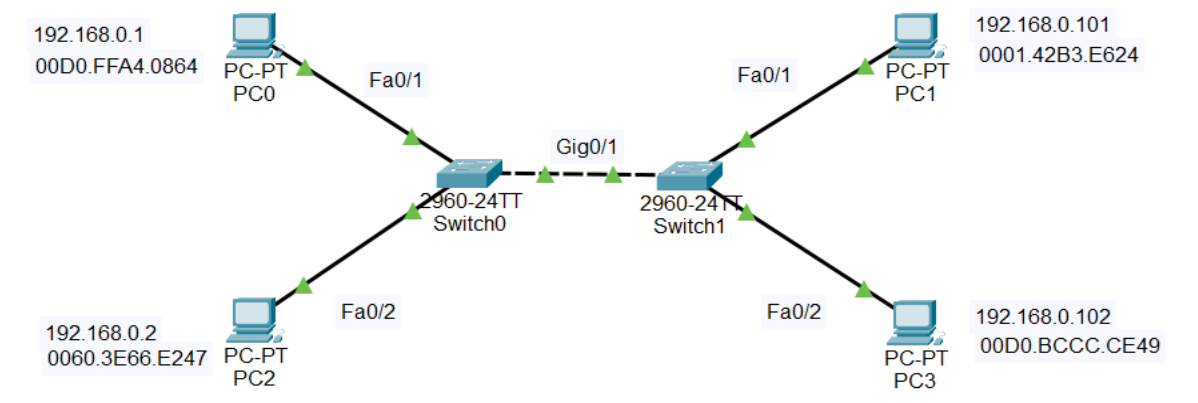 192.168.0.1
00D0.FFA4.0864
PC-PT
PC0
Fa0/1
Fa0/1
192.168.0.101
0001.42B3.E624
PC-PT
PC1
Gig0/1
2960-24TT
Switch0
2960-24TT
Switch1
192.168.0.2
0060.3E66.E247
PC-PT
PC2
Fa0/2
Fa0/2
192.168.0.102
00D0.BCCC.CE49
PC-PT
PC3